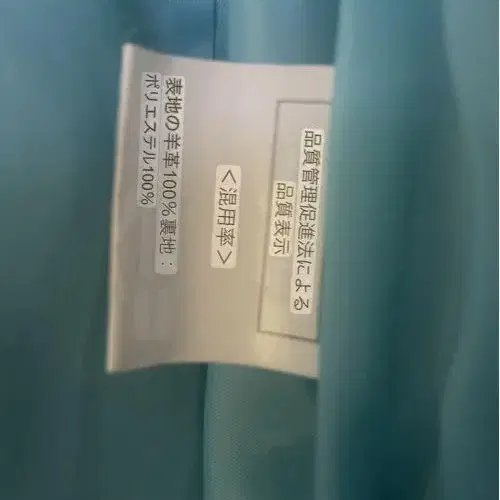 品質管理促進法による
品質表示
<混用率>
表地の羊革100%裏地:
ポリエステル100%